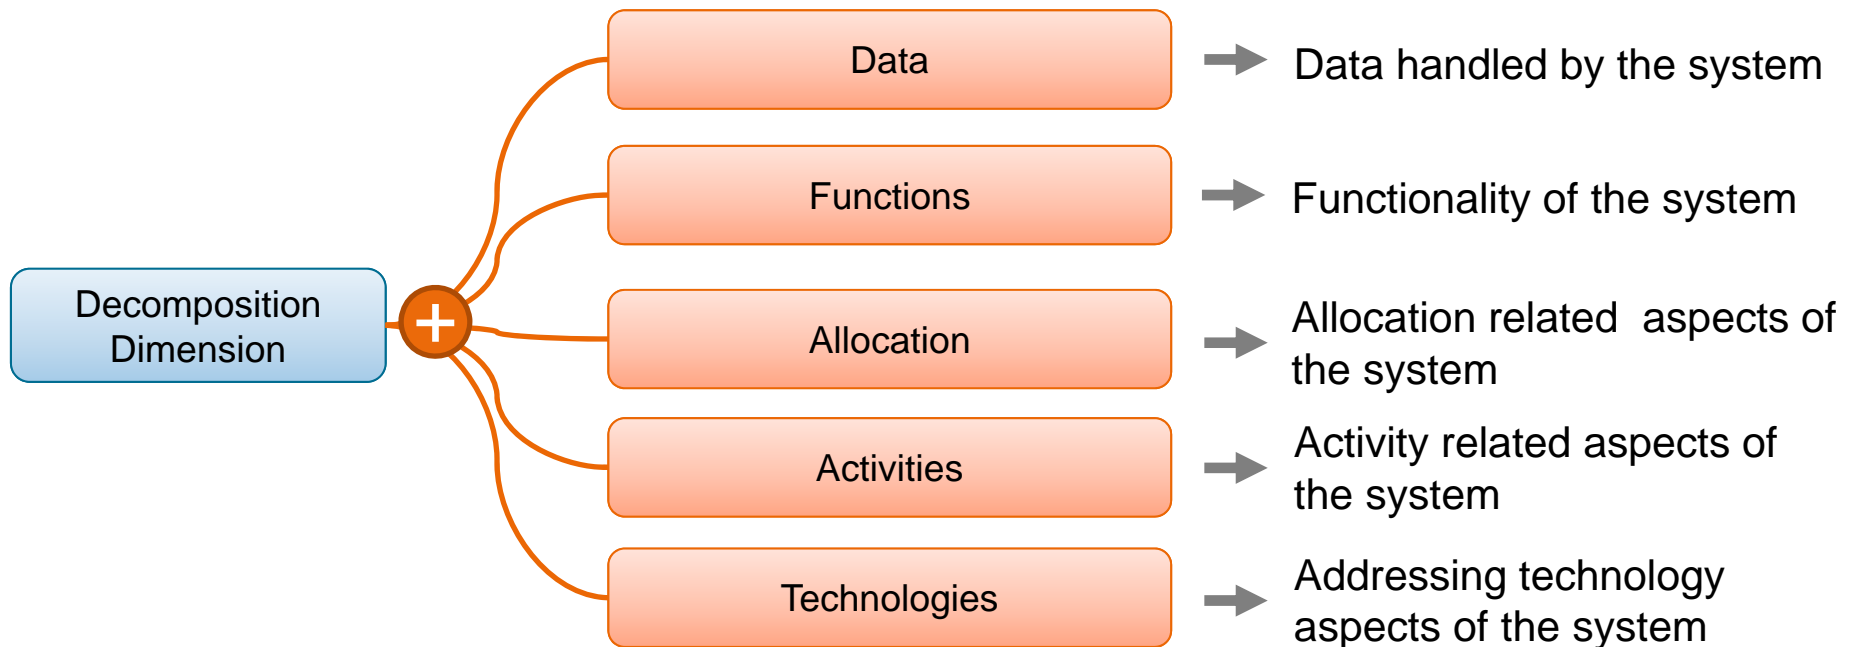 Data
Data handled by the system
Functions
Functionality of the system
Decomposition
Dimension
Allocation
Allocation related  aspects of
the system
Activities
Activity related aspects of
the system
Technologies
Addressing technology
aspects of the system